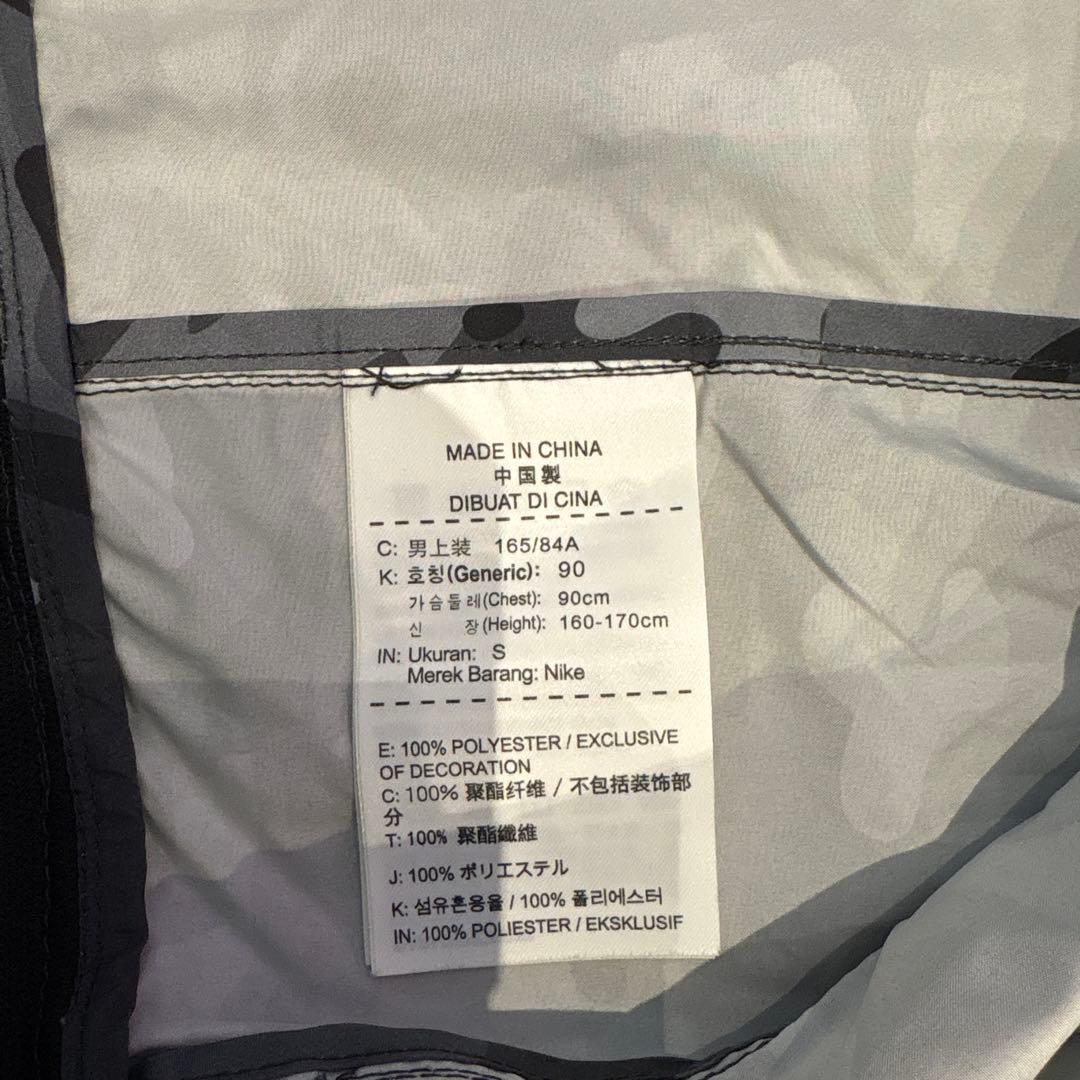 MADE IN CHINA
中国製
DIBUAT DI CINA
C: 男上装 165/84A
K: 호칭(Generic): 90
가슴둘레(Chest): 90cm
신 장(Height): 160-170cm
IN: Ukuran: S
Merek Barang: Nike
E: 100% POLYESTER / EXCLUSIVE
OF DECORATION
C: 100% 聚酯纤维 / 不包括装饰部
分
T: 100% 聚酯纖維
J: 100% ポリエステル
K: 섬유혼용율 / 100% 폴리에스터
IN: 100% POLIESTER / EKSKLUSIF